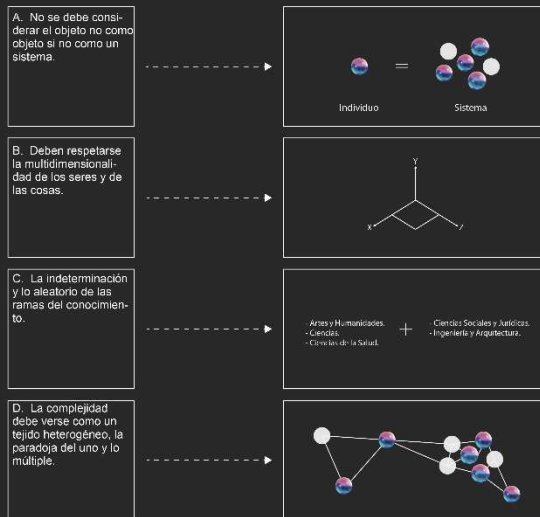 A. No se debe consi-
derar el objeto no como
objeto si no como un
sistema.
=
Individuo
Sistema
B. Deben respetarse
la multidimensionali-
dad de los seres y de
las cosas.
Y
X
Z
C. La indeterminación
y lo aleatorio de las
ramas del conocimien-
to.
- Artes y Humanidades.
- Ciencias.
- Ciencias de la Salud.
+
- Ciencias Sociales y Jurídicas.
- Ingeniería y Arquitectura.
D. La complejidad
debe verse como un
tejido heterogéneo, la
paradoja del uno y lo
múltiple.